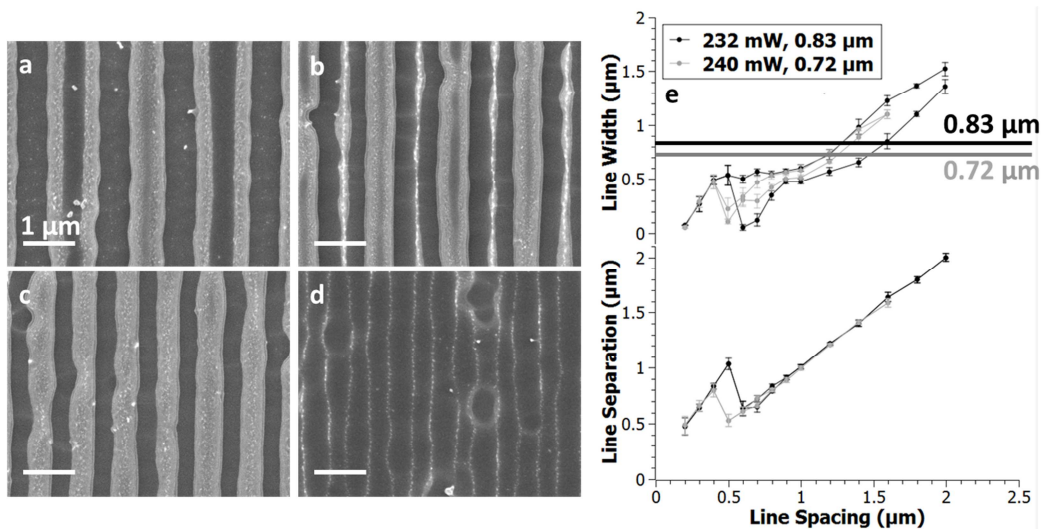 a
b
1 μm
c
d
e
232 mW, 0.83 μm
240 mW, 0.72 μm
Line Width (μm)
2
1.5
1
0.5
0
0.83 μm
0.72 μm
Line Separation (μm)
2
1.5
1
0.5
0
0
0.5
1
1.5
2
2.5
Line Spacing (μm)